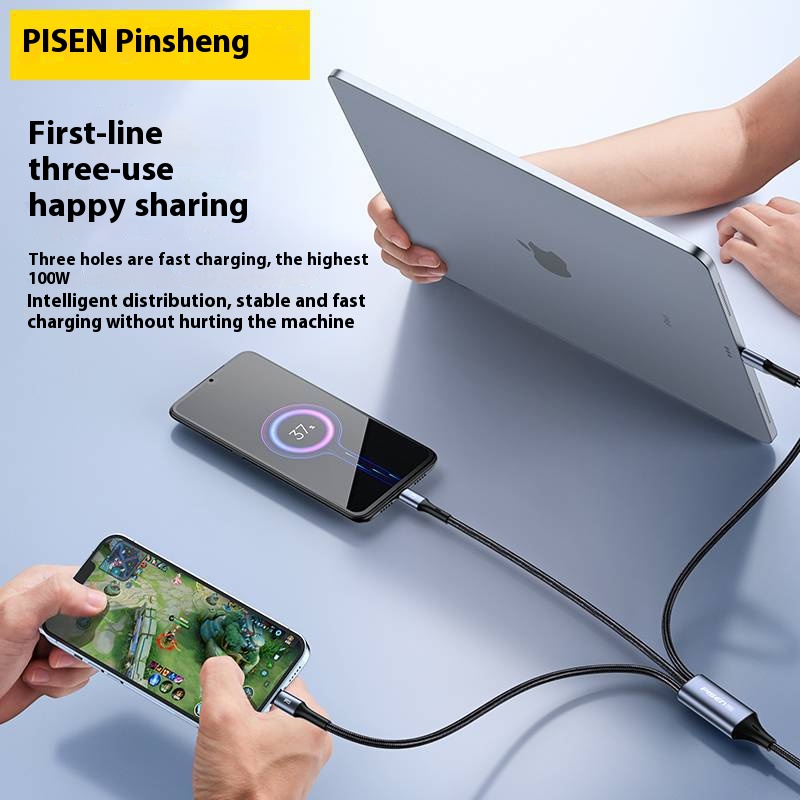 PISEN Pinsheng
First-line
three-use
happy sharing
Three holes are fast charging, the highest
100W
Intelligent distribution, stable and fast
charging without hurting the machine
37%
PISEN